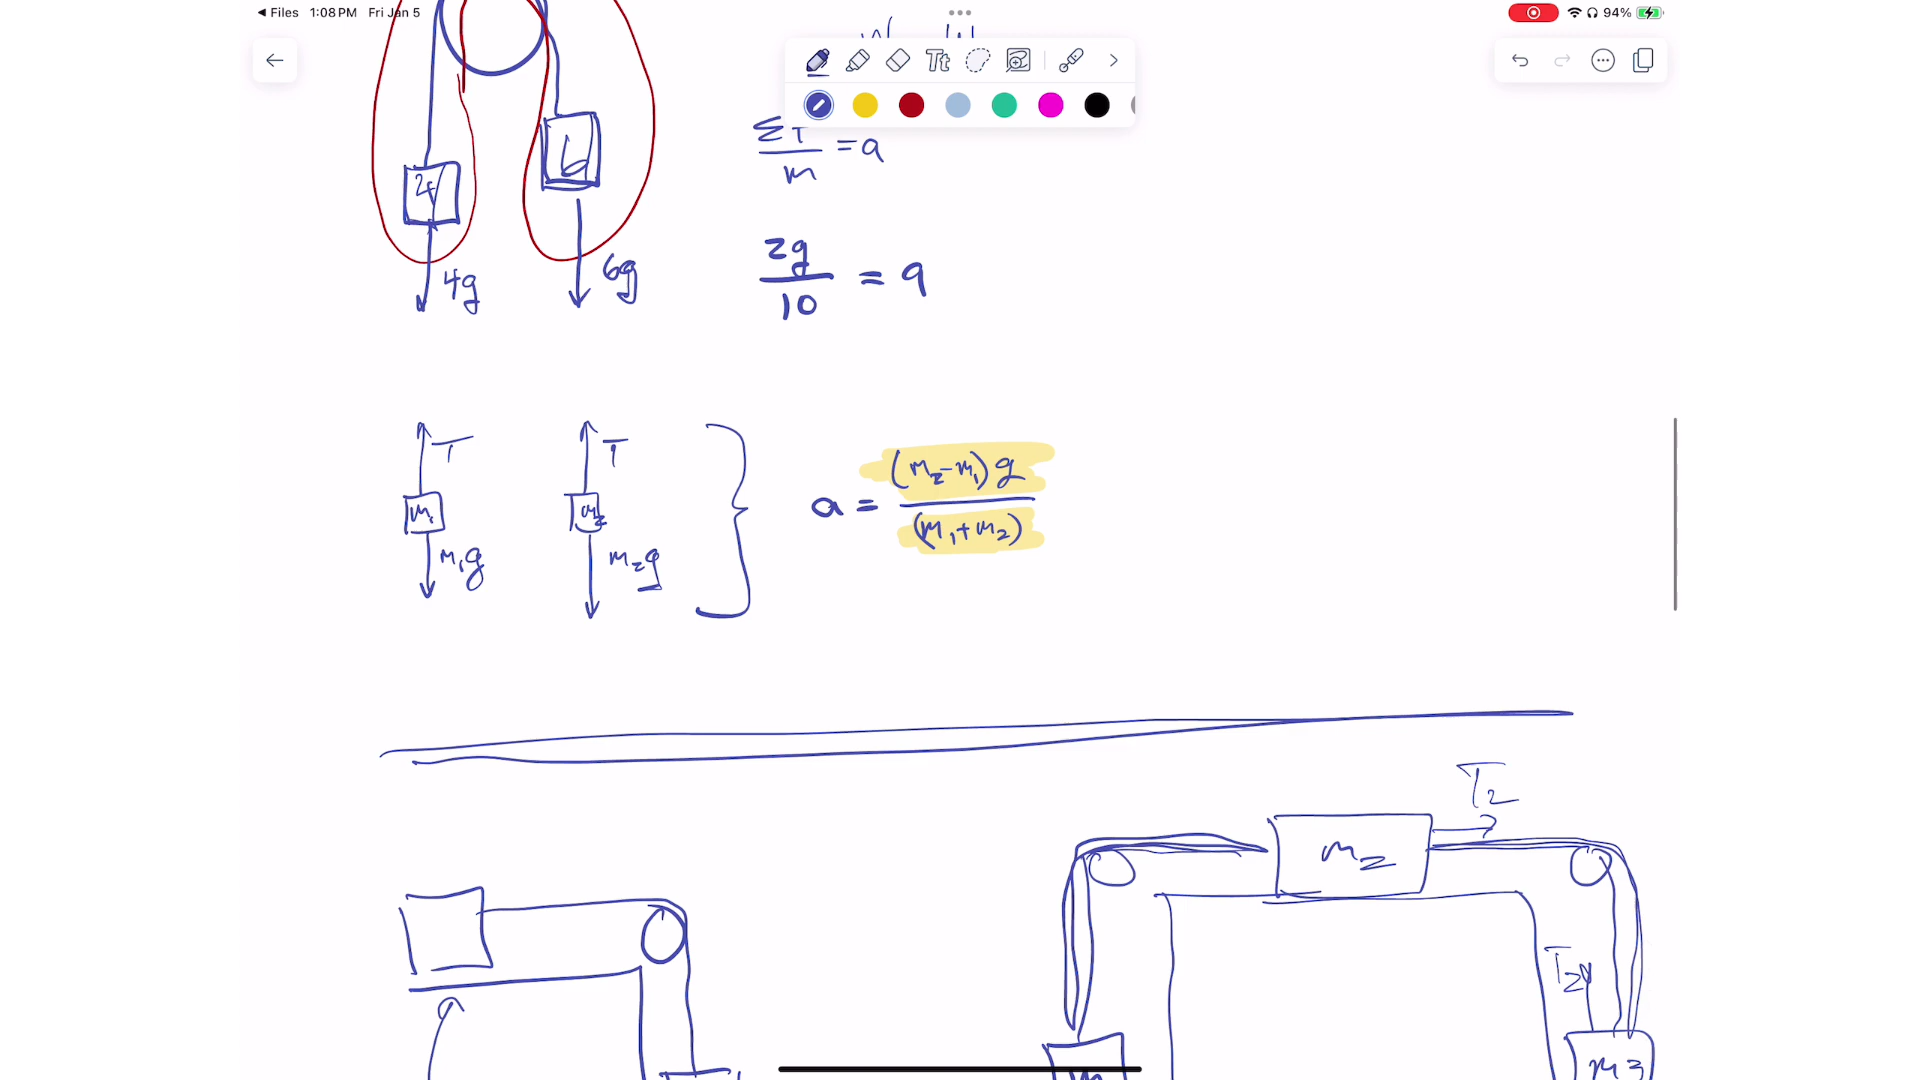 Files 1:08 PM Fri Jan 5
94%
Tt
ΣF/m = a
4
6
4g
6g
2g/10 = a
T
T
m₁
m₂
m₁g
m₂g
a = (m₂-m₁)g/(m₁+m₂)
T₂
m₂
T₂
m3